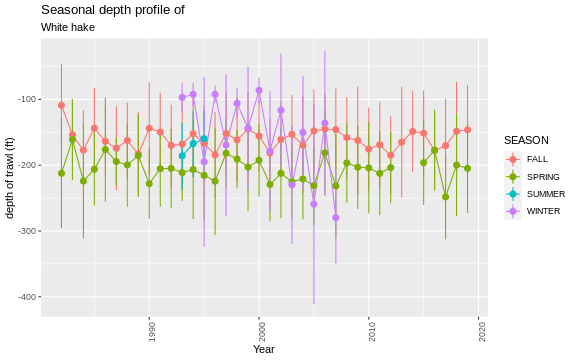 Seasonal depth profile of
White hake
depth of trawl (ft)
-100
-200
-300
-400
1990
2000
2010
2020
Year
SEASON
FALL
SPRING
SUMMER
WINTER